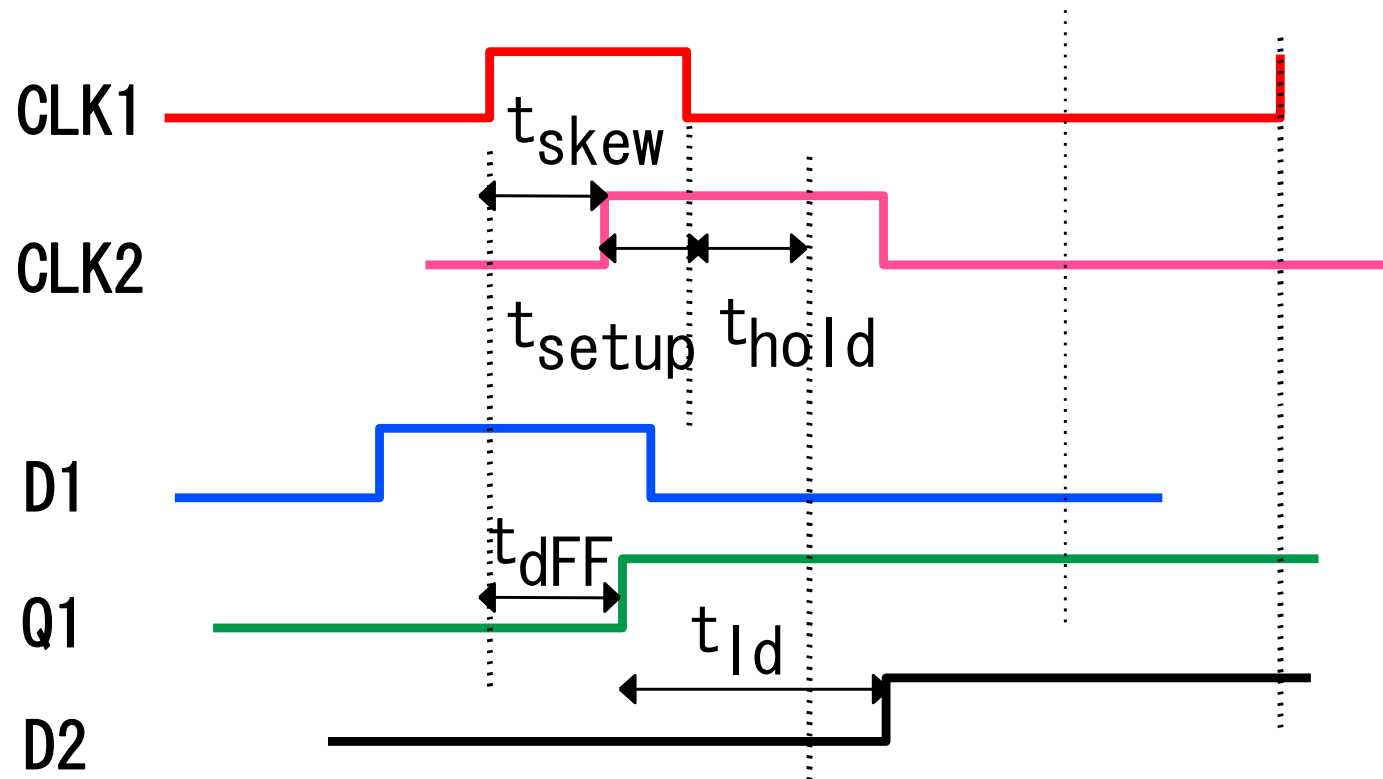 CLK1
tskew
CLK2
tsetup
thold
D1
tdFF
Q1
tld
D2